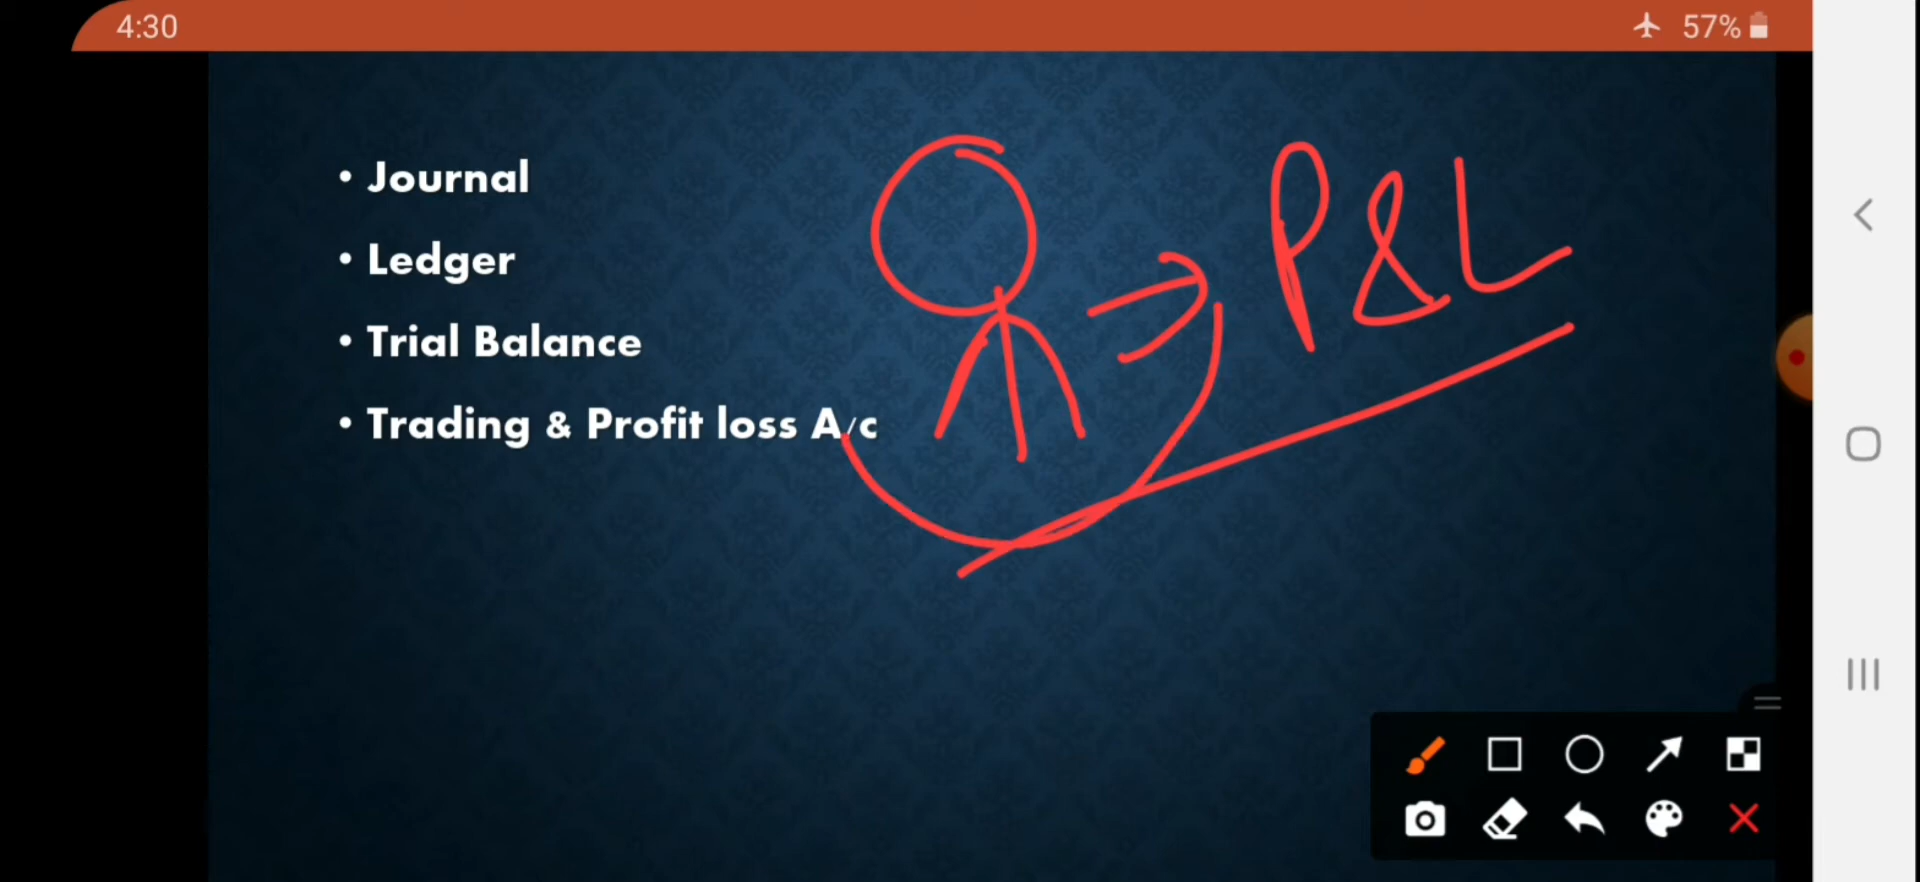 4:30 57%
• Journal
• Ledger
• Trial Balance
• Trading & Profit loss A/c
P&L